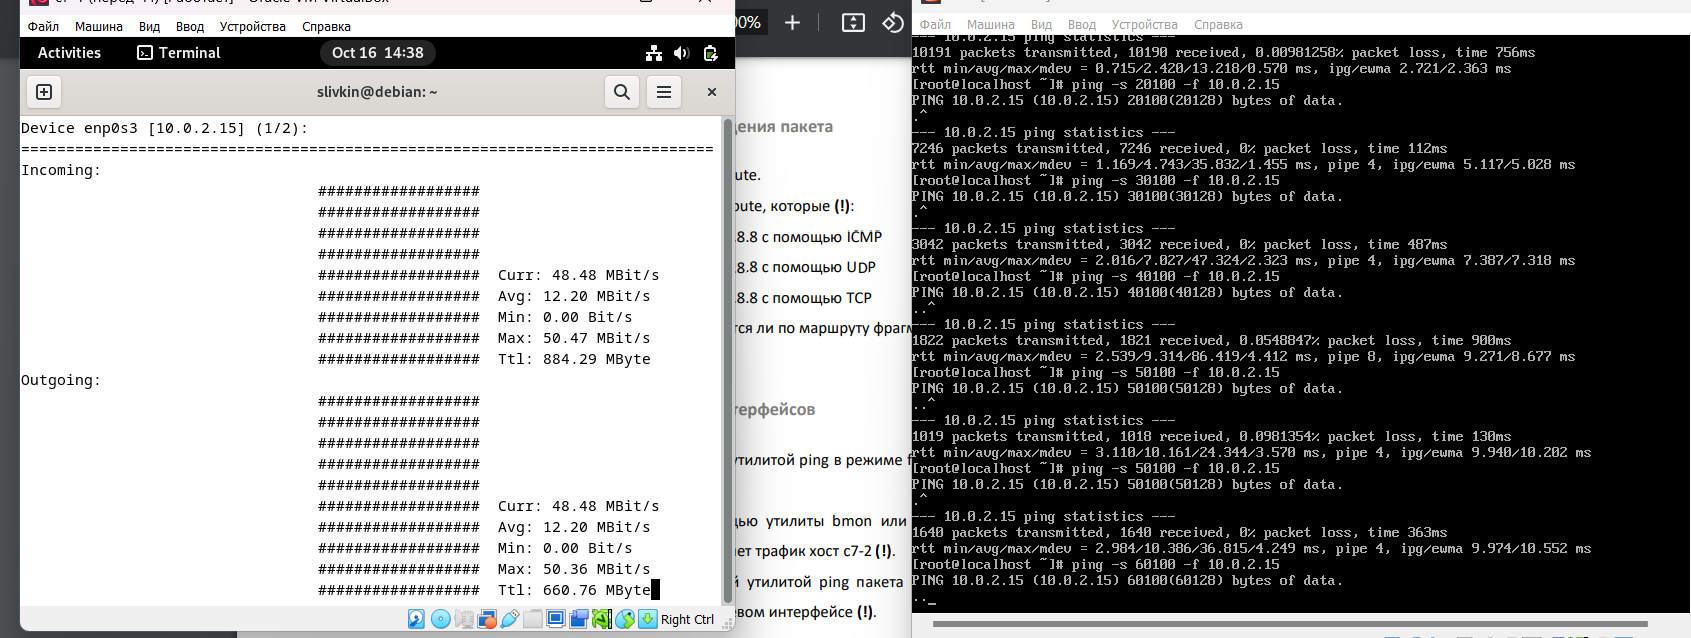 Файл Машина Вид Ввод Устройства Справка
Activities Terminal Oct 16 14:38
slivkin@debian: ~
Device enp0s3 [10.0.2.15] (1/2):
=============================================================================
Incoming:
##################
##################
##################
##################
################## Curr: 48.48 MBit/s
################## Avg: 12.20 MBit/s
################## Min: 0.00 Bit/s
################## Max: 50.47 MBit/s
################## Ttl: 884.29 MByte
Outgoing:
##################
##################
##################
##################
##################
################## Curr: 48.48 MBit/s
################## Avg: 12.20 MBit/s
################## Min: 0.00 Bit/s
################## Max: 50.36 MBit/s
################## Ttl: 660.76 MByte
Right Ctrl
00%
дения пакета
ute.
oute, которые (!):
.8.8 с помощью ICMP
.8.8 с помощью UDP
.8.8 с помощью TCP
тся ли по маршруту фрагм
терфейсов
утилитой ping в режиме f
щью утилиты bmon или
ет трафик хост c7-2 (!).
й утилитой ping пакета
евом интерфейсе (!).
Файл Машина Вид Ввод Устройства Справка
--- 10.0.2.15 ping statistics ---
10191 packets transmitted, 10190 received, 0.00981258% packet loss, time 756ms
rtt min/avg/max/mdev = 0.715/2.420/13.218/0.570 ms, ipg/ewma 2.721/2.363 ms
[root@localhost ~]# ping -s 20100 -f 10.0.2.15
PING 10.0.2.15 (10.0.2.15) 20100(20128) bytes of data.
.^
--- 10.0.2.15 ping statistics ---
7246 packets transmitted, 7246 received, 0% packet loss, time 112ms
rtt min/avg/max/mdev = 1.169/4.743/35.832/1.455 ms, pipe 4, ipg/ewma 5.117/5.028 ms
[root@localhost ~]# ping -s 30100 -f 10.0.2.15
PING 10.0.2.15 (10.0.2.15) 30100(30128) bytes of data.
.^
--- 10.0.2.15 ping statistics ---
3042 packets transmitted, 3042 received, 0% packet loss, time 487ms
rtt min/avg/max/mdev = 2.016/7.027/47.324/2.323 ms, pipe 4, ipg/ewma 7.387/7.318 ms
[root@localhost ~]# ping -s 40100 -f 10.0.2.15
PING 10.0.2.15 (10.0.2.15) 40100(40128) bytes of data.
..^
--- 10.0.2.15 ping statistics ---
1822 packets transmitted, 1821 received, 0.0548847% packet loss, time 900ms
rtt min/avg/max/mdev = 2.539/9.314/86.419/4.412 ms, pipe 8, ipg/ewma 9.271/8.677 ms
[root@localhost ~]# ping -s 50100 -f 10.0.2.15
PING 10.0.2.15 (10.0.2.15) 50100(50128) bytes of data.
..^
--- 10.0.2.15 ping statistics ---
1019 packets transmitted, 1018 received, 0.0981354% packet loss, time 130ms
rtt min/avg/max/mdev = 3.110/10.161/24.344/3.570 ms, pipe 4, ipg/ewma 9.940/10.202 ms
[root@localhost ~]# ping -s 50100 -f 10.0.2.15
PING 10.0.2.15 (10.0.2.15) 50100(50128) bytes of data.
.^
--- 10.0.2.15 ping statistics ---
1640 packets transmitted, 1640 received, 0% packet loss, time 363ms
rtt min/avg/max/mdev = 2.984/10.386/36.815/4.249 ms, pipe 4, ipg/ewma 9.974/10.552 ms
[root@localhost ~]# ping -s 60100 -f 10.0.2.15
PING 10.0.2.15 (10.0.2.15) 60100(60128) bytes of data.
.._